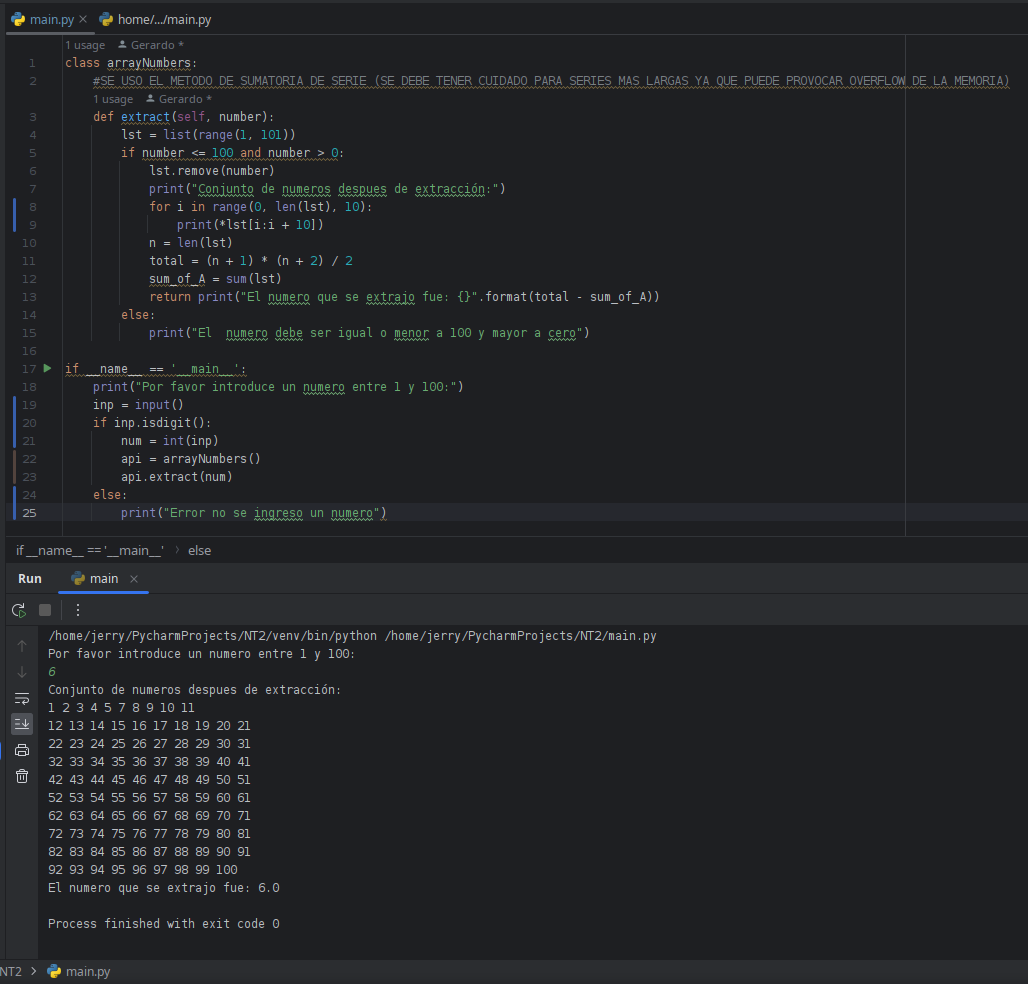 main.py × home/.../main.py
1 usage Gerardo *
1 class arrayNumbers:
2 #SE USO EL METODO DE SUMATORIA DE SERIE (SE DEBE TENER CUIDADO PARA SERIES MAS LARGAS YA QUE PUEDE PROVOCAR OVERFLOW DE LA MEMORIA)
1 usage Gerardo *
3 def extract(self, number):
4 lst = list(range(1, 101))
5 if number <= 100 and number > 0:
6 lst.remove(number)
7 print("Conjunto de numeros despues de extracción:")
8 for i in range(0, len(lst), 10):
9 print(*lst[i:i + 10])
10 n = len(lst)
11 total = (n + 1) * (n + 2) / 2
12 sum_of_A = sum(lst)
13 return print("El numero que se extrajo fue: {}".format(total - sum_of_A))
14 else:
15 print("El  numero debe ser igual o menor a 100 y mayor a cero")
16
17 if __name__ == '__main__':
18 print("Por favor introduce un numero entre 1 y 100:")
19 inp = input()
20 if inp.isdigit():
21 num = int(inp)
22 api = arrayNumbers()
23 api.extract(num)
24 else:
25 print("Error no se ingreso un numero")
if __name__ == '__main__' › else
Run main ×
/home/jerry/PycharmProjects/NT2/venv/bin/python /home/jerry/PycharmProjects/NT2/main.py
Por favor introduce un numero entre 1 y 100:
6
Conjunto de numeros despues de extracción:
1 2 3 4 5 7 8 9 10 11
12 13 14 15 16 17 18 19 20 21
22 23 24 25 26 27 28 29 30 31
32 33 34 35 36 37 38 39 40 41
42 43 44 45 46 47 48 49 50 51
52 53 54 55 56 57 58 59 60 61
62 63 64 65 66 67 68 69 70 71
72 73 74 75 76 77 78 79 80 81
82 83 84 85 86 87 88 89 90 91
92 93 94 95 96 97 98 99 100
El numero que se extrajo fue: 6.0
Process finished with exit code 0
NT2 › main.py